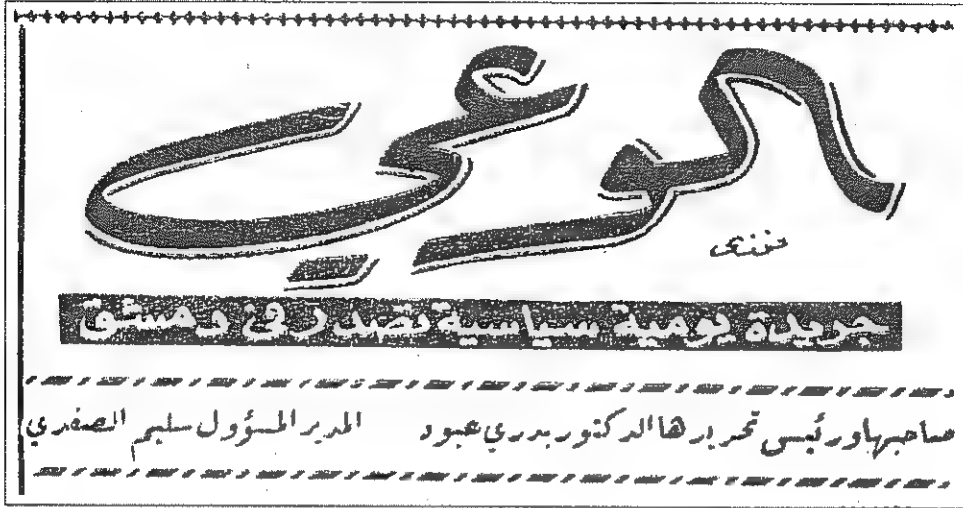 الوعي
جريدة يومية سياسية تصدر في دمشق
صاحبها ورئيس تحريرها الدكتور بدري عبود المدير المسؤول سليم الصفدي